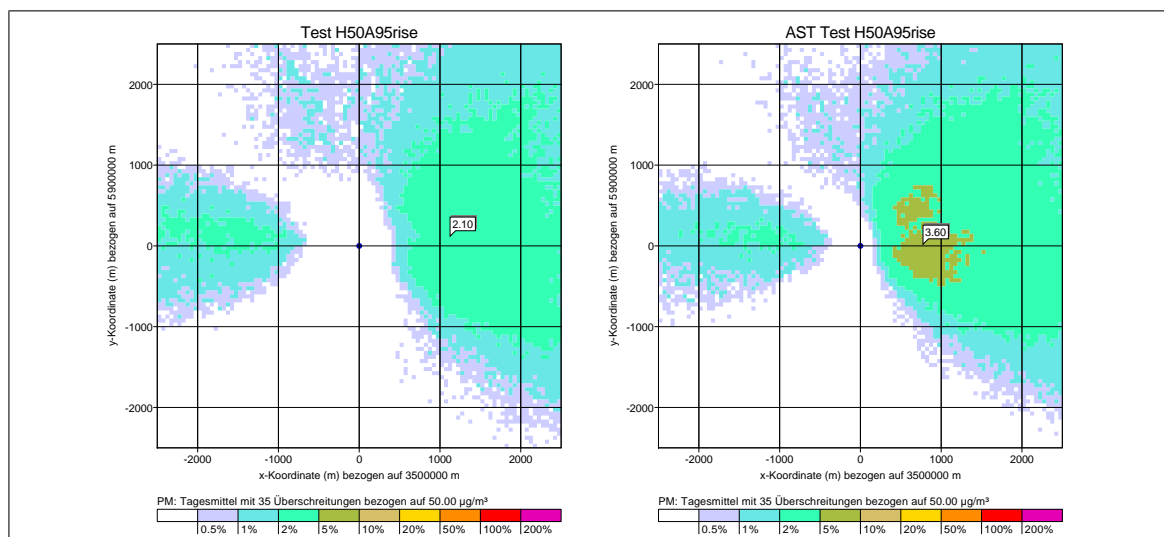 Test H50A95rise
AST Test H50A95rise
y-Koordinate (m) bezogen auf 5900000 m
2000
1000
0
-1000
-2000
2.10
-2000 -1000 0 1000 2000
x-Koordinate (m) bezogen auf 3500000 m
PM: Tagesmittel mit 35 Überschreitungen bezogen auf 50.00 µg/m³
0.5% 1% 2% 5% 10% 20% 50% 100% 200%
y-Koordinate (m) bezogen auf 5900000 m
2000
1000
0
-1000
-2000
3.60
-2000 -1000 0 1000 2000
x-Koordinate (m) bezogen auf 3500000 m
PM: Tagesmittel mit 35 Überschreitungen bezogen auf 50.00 µg/m³
0.5% 1% 2% 5% 10% 20% 50% 100% 200%